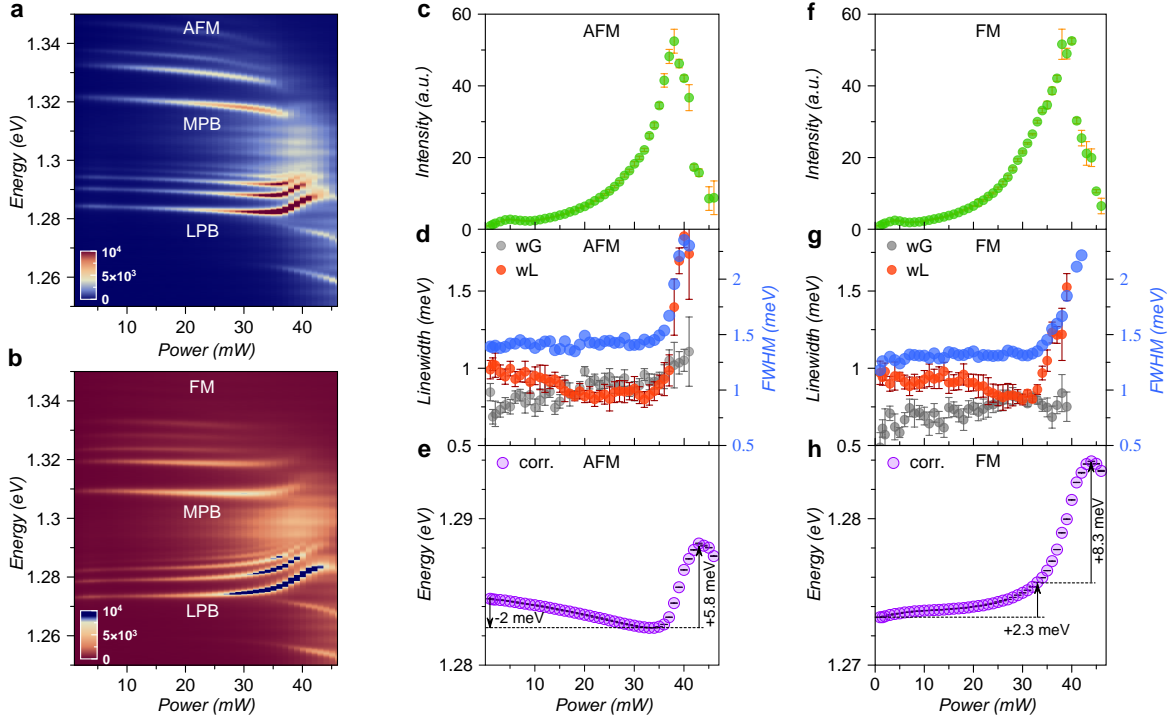 a
AFM
MPB
LPB
1.34
1.32
1.3
1.28
1.26
Energy (eV)
10⁴
5×10³
0
10 20 30 40
Power (mW)
b
FM
MPB
LPB
1.34
1.32
1.3
1.28
1.26
Energy (eV)
10⁴
5×10³
0
10 20 30 40
Power (mW)
c
AFM
60
40
20
0
Intensity (a.u.)
d
AFM
wG
wL
1.5
1
0.5
Linewidth (meV)
2
1.5
1
0.5
FWHM (meV)
e
corr.
AFM
1.29
1.28
Energy (eV)
-2 meV
+5.8 meV
10 20 30 40
Power (mW)
f
FM
60
40
20
0
Intensity (a.u.)
g
FM
wG
wL
1.5
1
0.5
Linewidth (meV)
2
1.5
1
0.5
FWHM (meV)
h
corr.
FM
1.28
1.27
Energy (eV)
+2.3 meV
+8.3 meV
0 10 20 30 40
Power (mW)